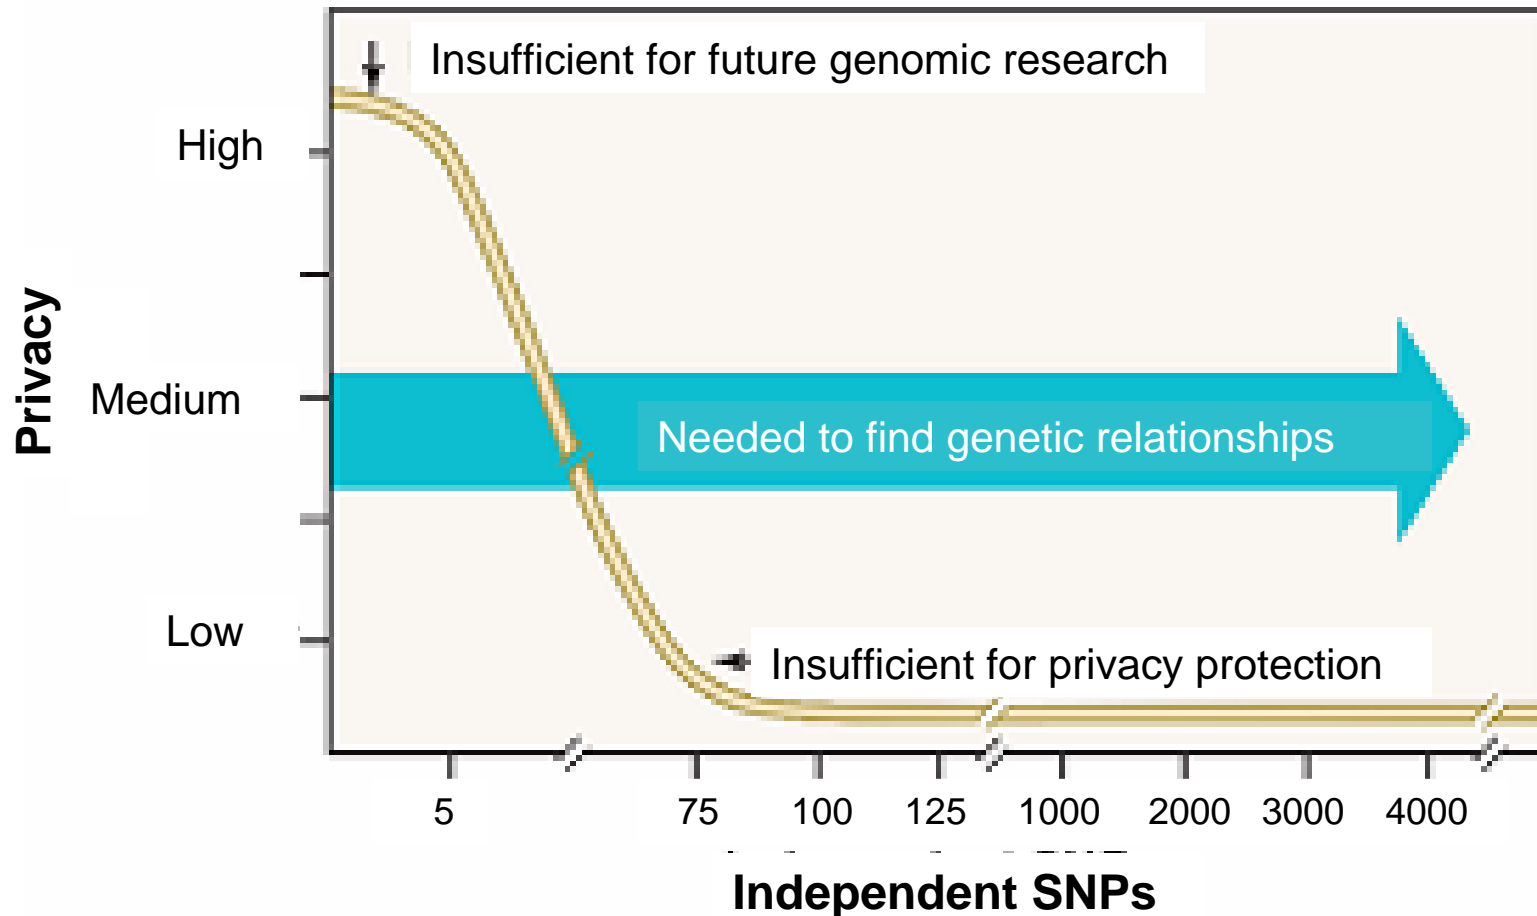 Insufficient for future genomic research
High
Privacy
Medium
Needed to find genetic relationships
Low
Insufficient for privacy protection
5 75 100 125 1000 2000 3000 4000
Independent SNPs